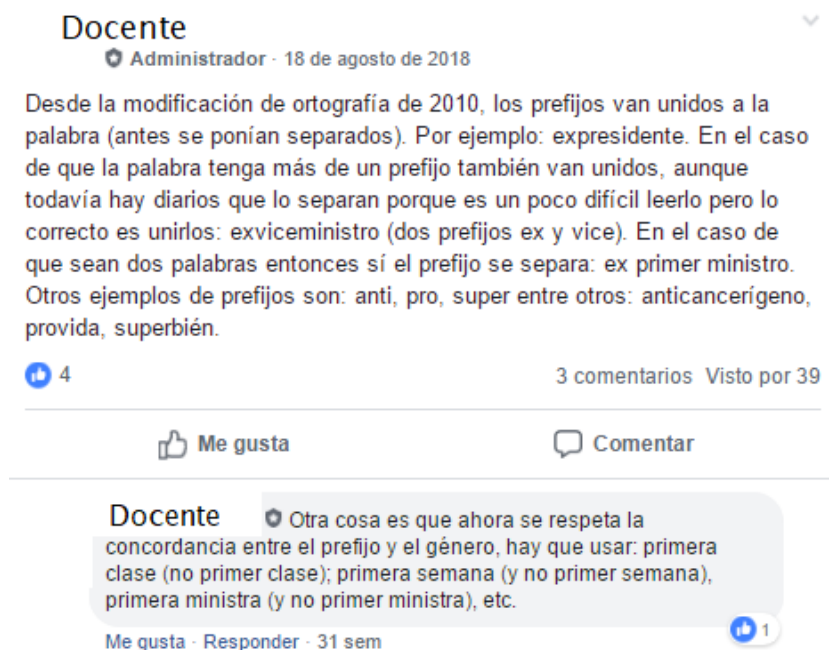 Docente
Administrador · 18 de agosto de 2018
Desde la modificación de ortografía de 2010, los prefijos van unidos a la
palabra (antes se ponían separados). Por ejemplo: expresidente. En el caso
de que la palabra tenga más de un prefijo también van unidos, aunque
todavía hay diarios que lo separan porque es un poco difícil leerlo pero lo
correcto es unirlos: exviceministro (dos prefijos ex y vice). En el caso de
que sean dos palabras entonces sí el prefijo se separa: ex primer ministro.
Otros ejemplos de prefijos son: anti, pro, super entre otros: anticancerígeno,
provida, superbién.
4 3 comentarios Visto por 39
Me gusta Comentar
Docente Otra cosa es que ahora se respeta la
concordancia entre el prefijo y el género, hay que usar: primera
clase (no primer clase); primera semana (y no primer semana),
primera ministra (y no primer ministra), etc.
1
Me gusta · Responder · 31 sem